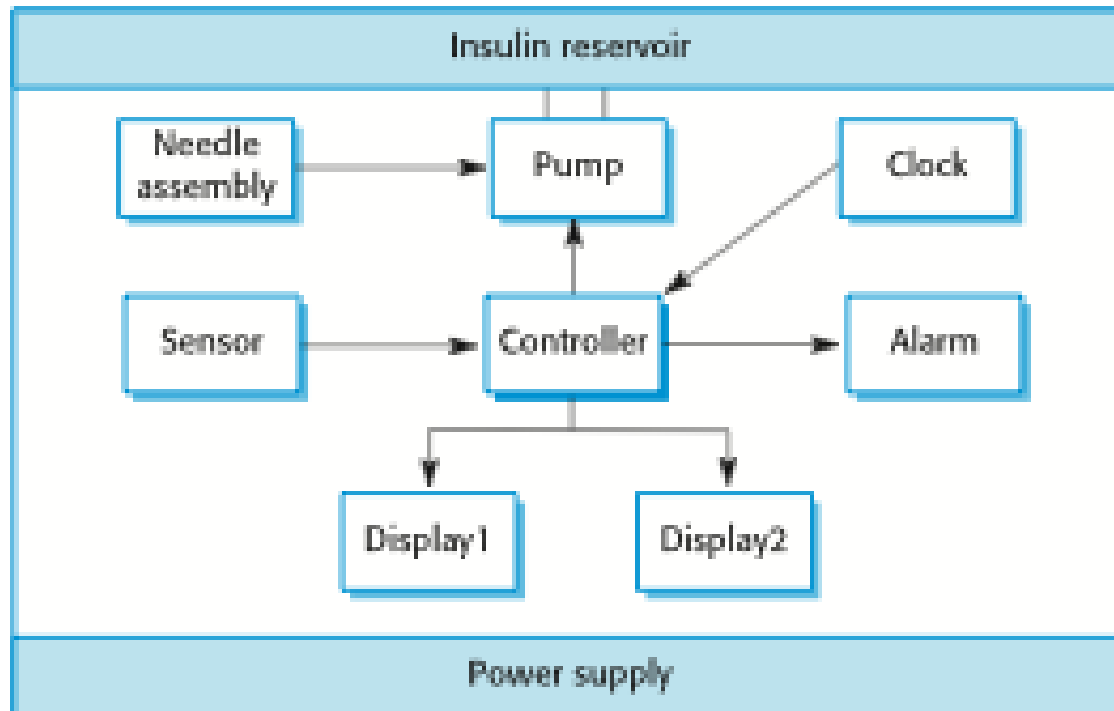 Insulin reservoir
Needle
assembly
Pump
Clock
Sensor
Controller
Alarm
Display1
Display2
Power supply